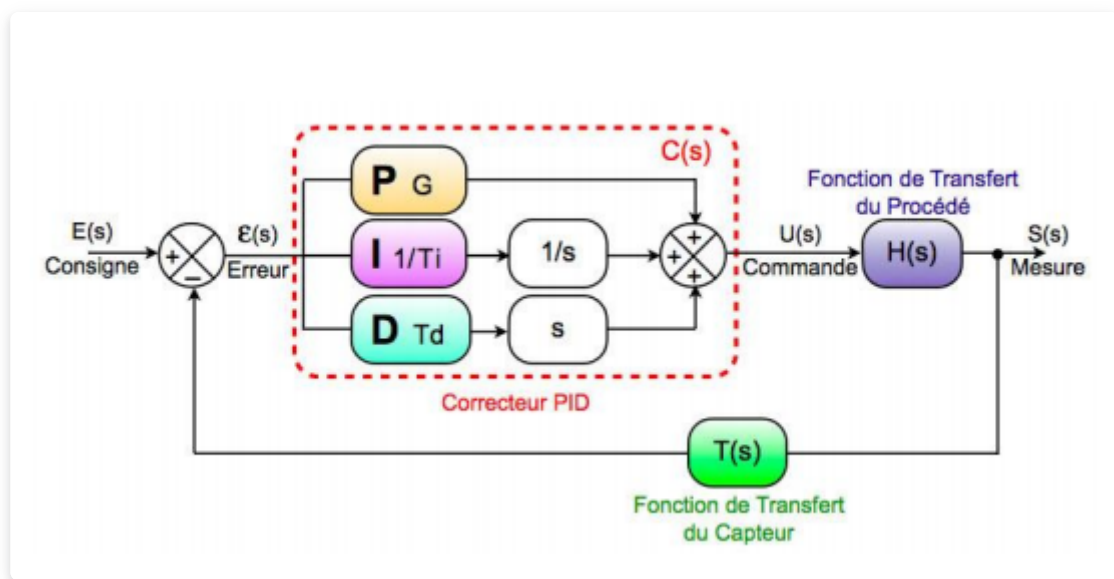 C(s)
P G
Fonction de Transfert
du Procédé
E(s)
Consigne
+
−
ε(s)
Erreur
I 1/Ti
1/s
+
+
+
U(s)
Commande
H(s)
S(s)
Mesure
D Td
s
Correcteur PID
T(s)
Fonction de Transfert
du Capteur